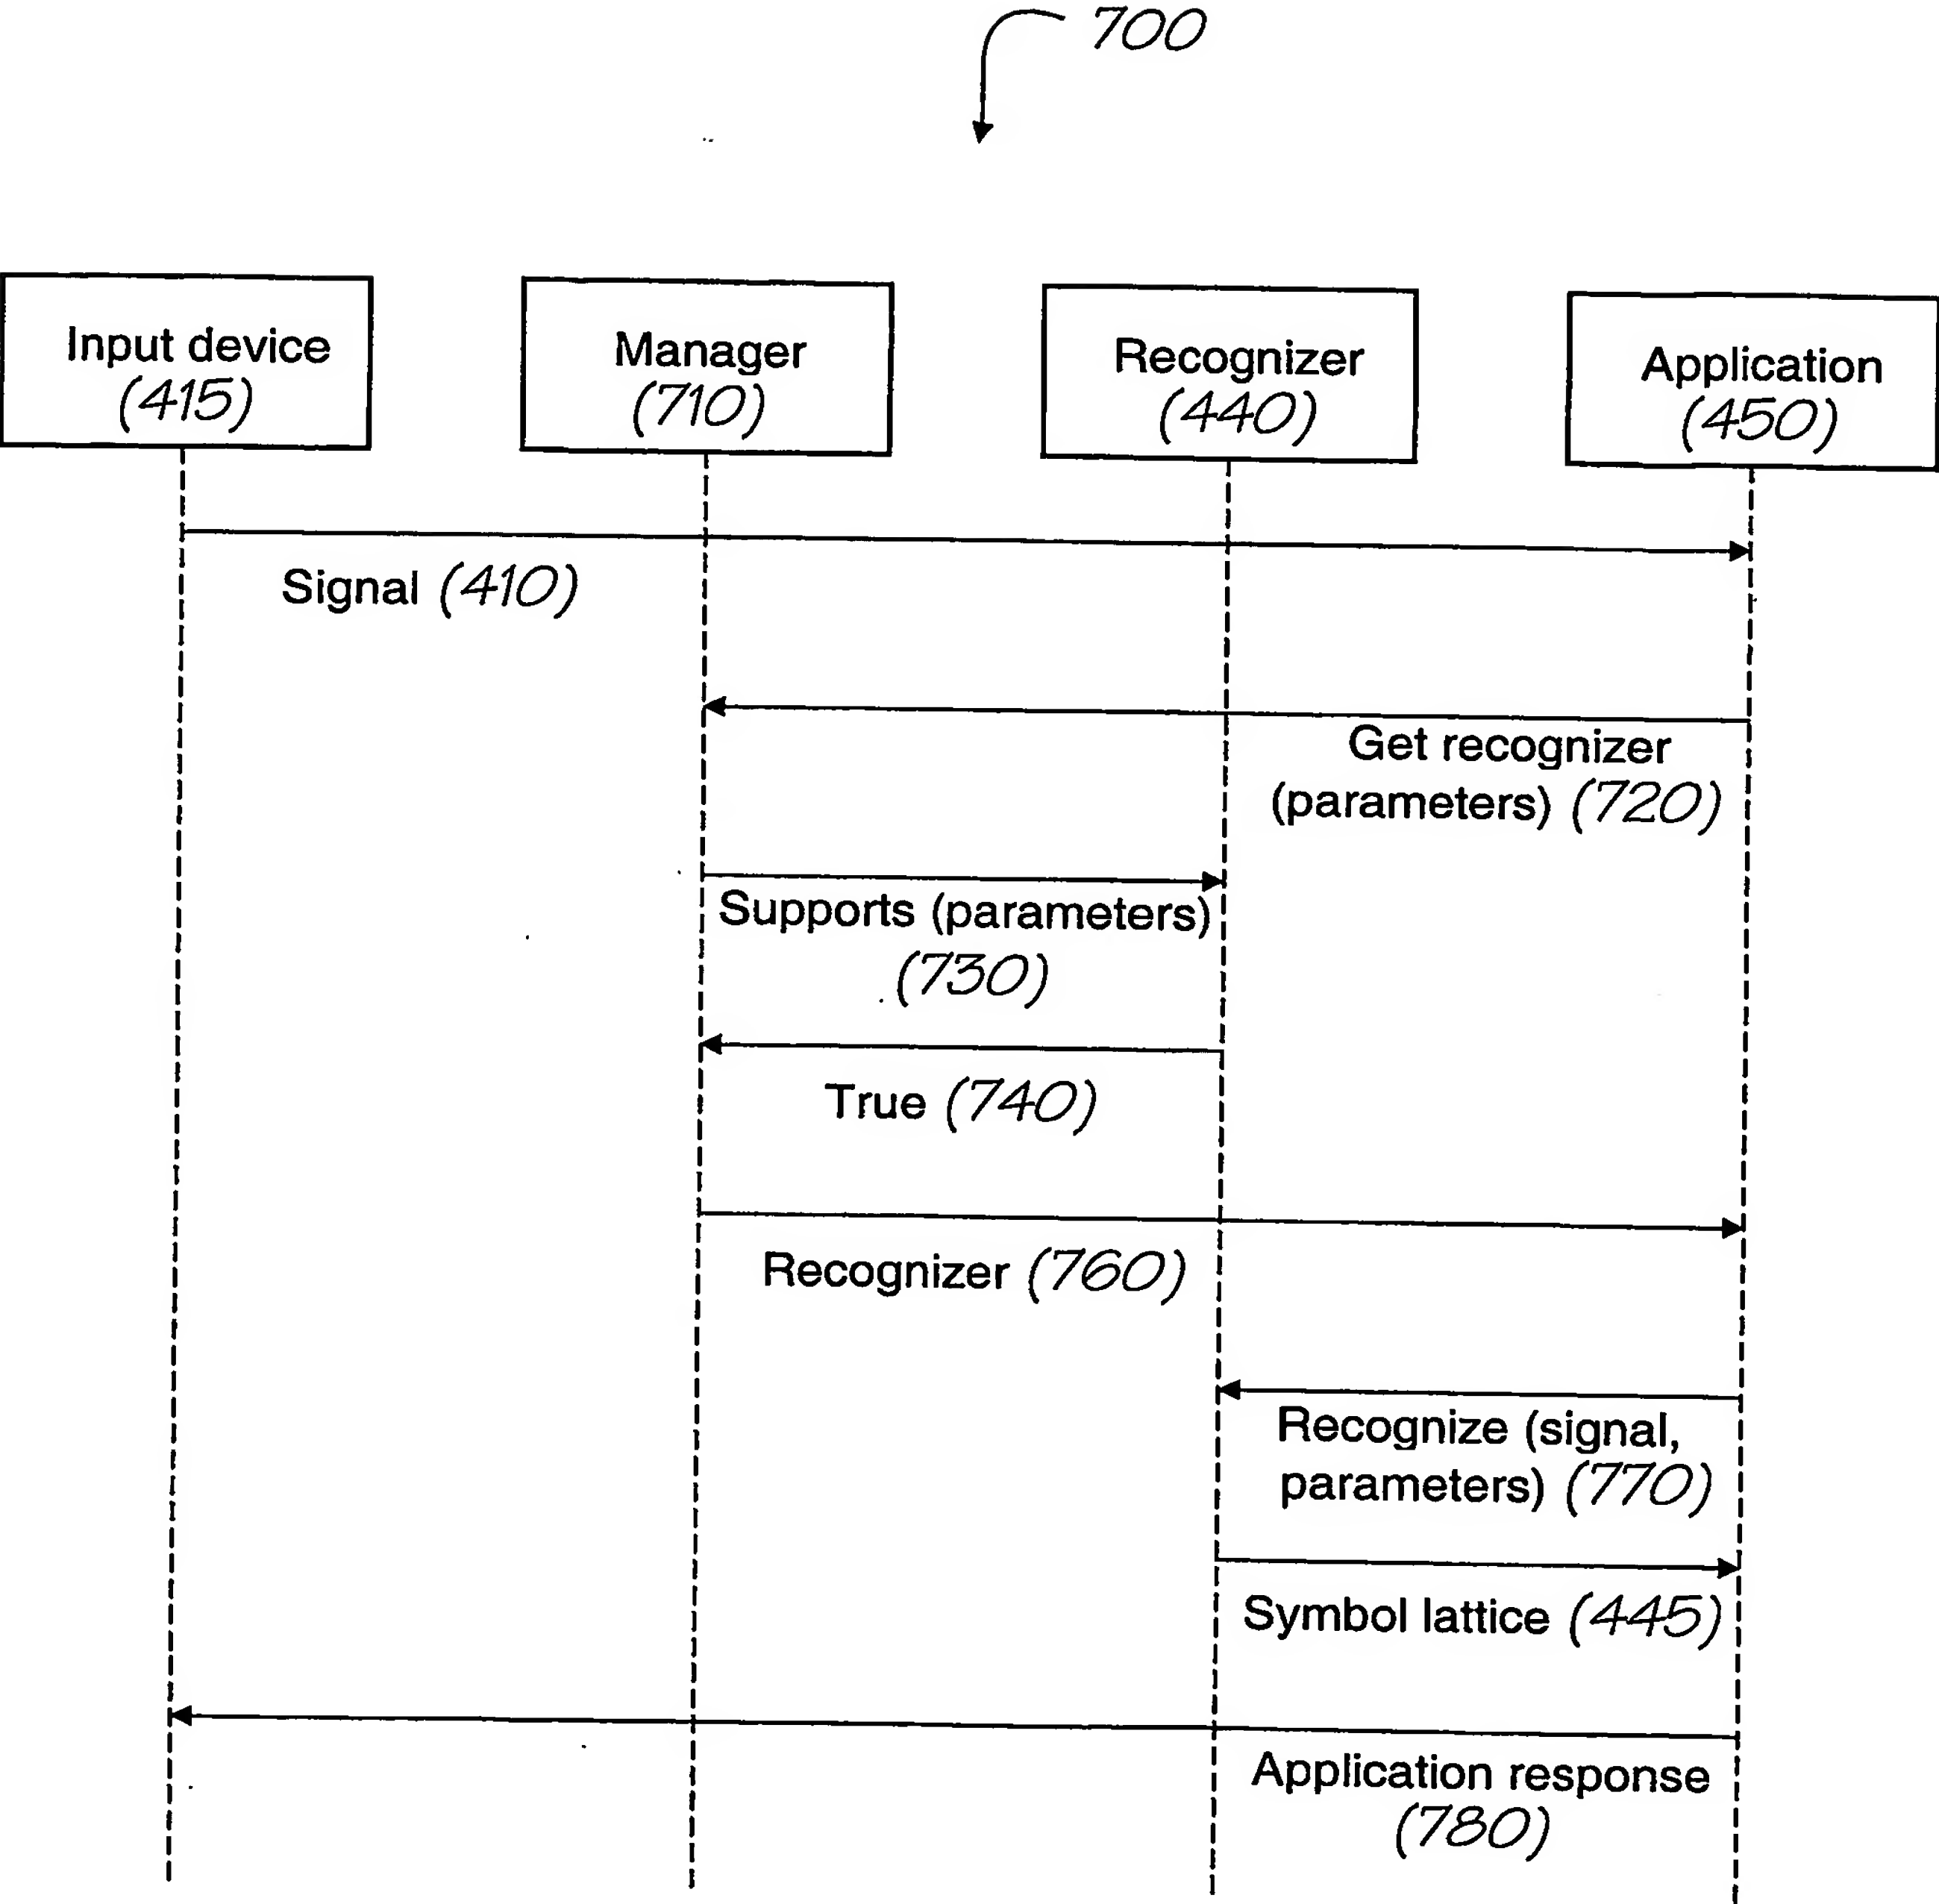 700
Input device
(415)
Manager
(710)
Recognizer
(440)
Application
(450)
Signal (410)
Get recognizer
(parameters) (720)
Supports (parameters)
(730)
True (740)
Recognizer (760)
Recognize (signal,
parameters) (770)
Symbol lattice (445)
Application response
(780)